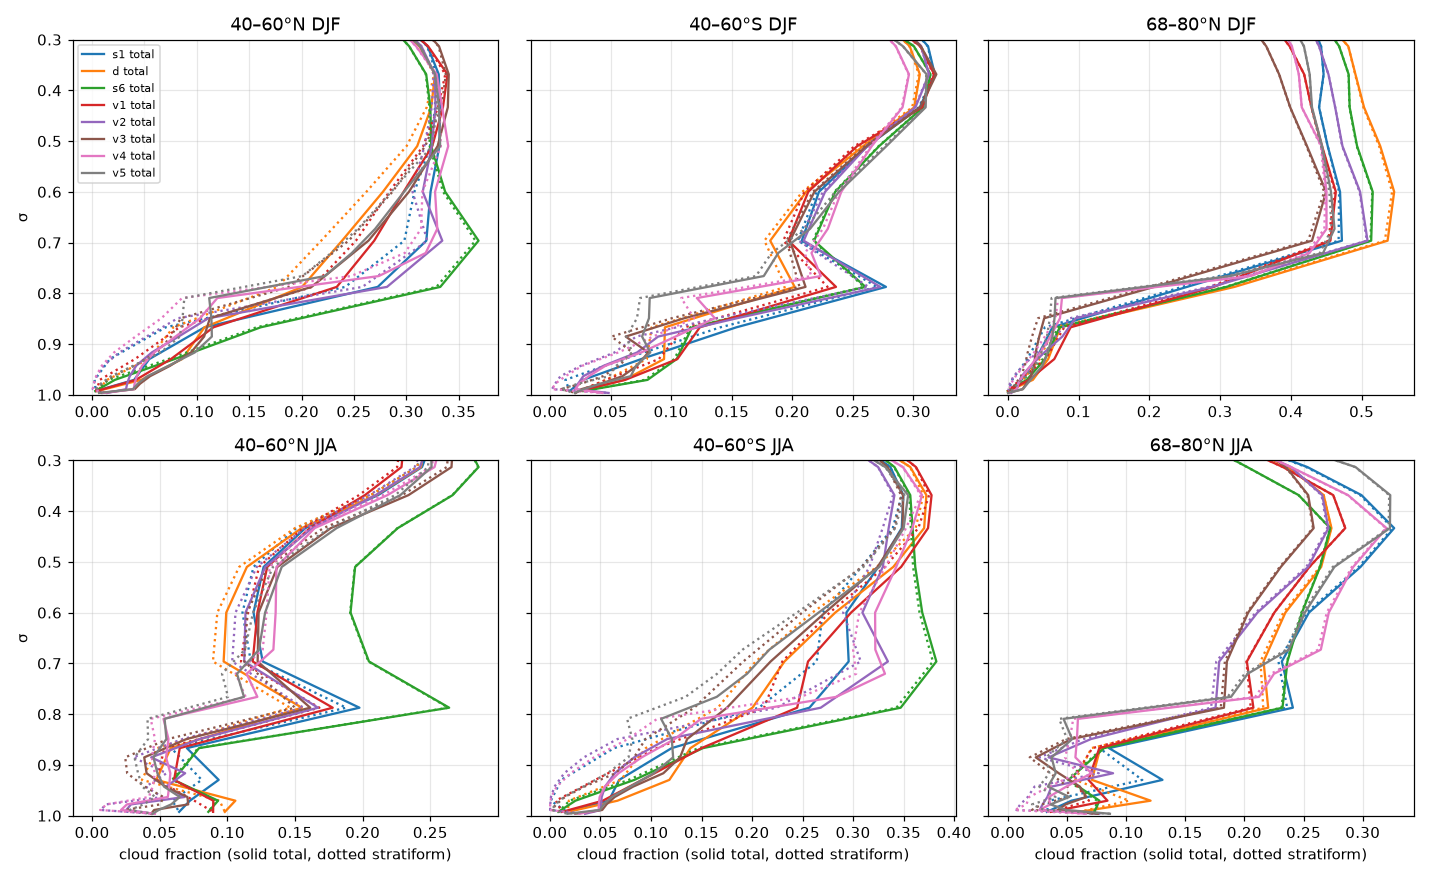 40–60°N DJF
40–60°S DJF
68–80°N DJF
s1 total
d total
s6 total
v1 total
v2 total
v3 total
v4 total
v5 total
σ
0.3
0.4
0.5
0.6
0.7
0.8
0.9
1.0
0.00 0.05 0.10 0.15 0.20 0.25 0.30 0.35
0.00 0.05 0.10 0.15 0.20 0.25 0.30
0.0 0.1 0.2 0.3 0.4 0.5
40–60°N JJA
40–60°S JJA
68–80°N JJA
σ
0.3
0.4
0.5
0.6
0.7
0.8
0.9
1.0
0.00 0.05 0.10 0.15 0.20 0.25
0.00 0.05 0.10 0.15 0.20 0.25 0.30 0.35 0.40
0.00 0.05 0.10 0.15 0.20 0.25 0.30
cloud fraction (solid total, dotted stratiform)
cloud fraction (solid total, dotted stratiform)
cloud fraction (solid total, dotted stratiform)